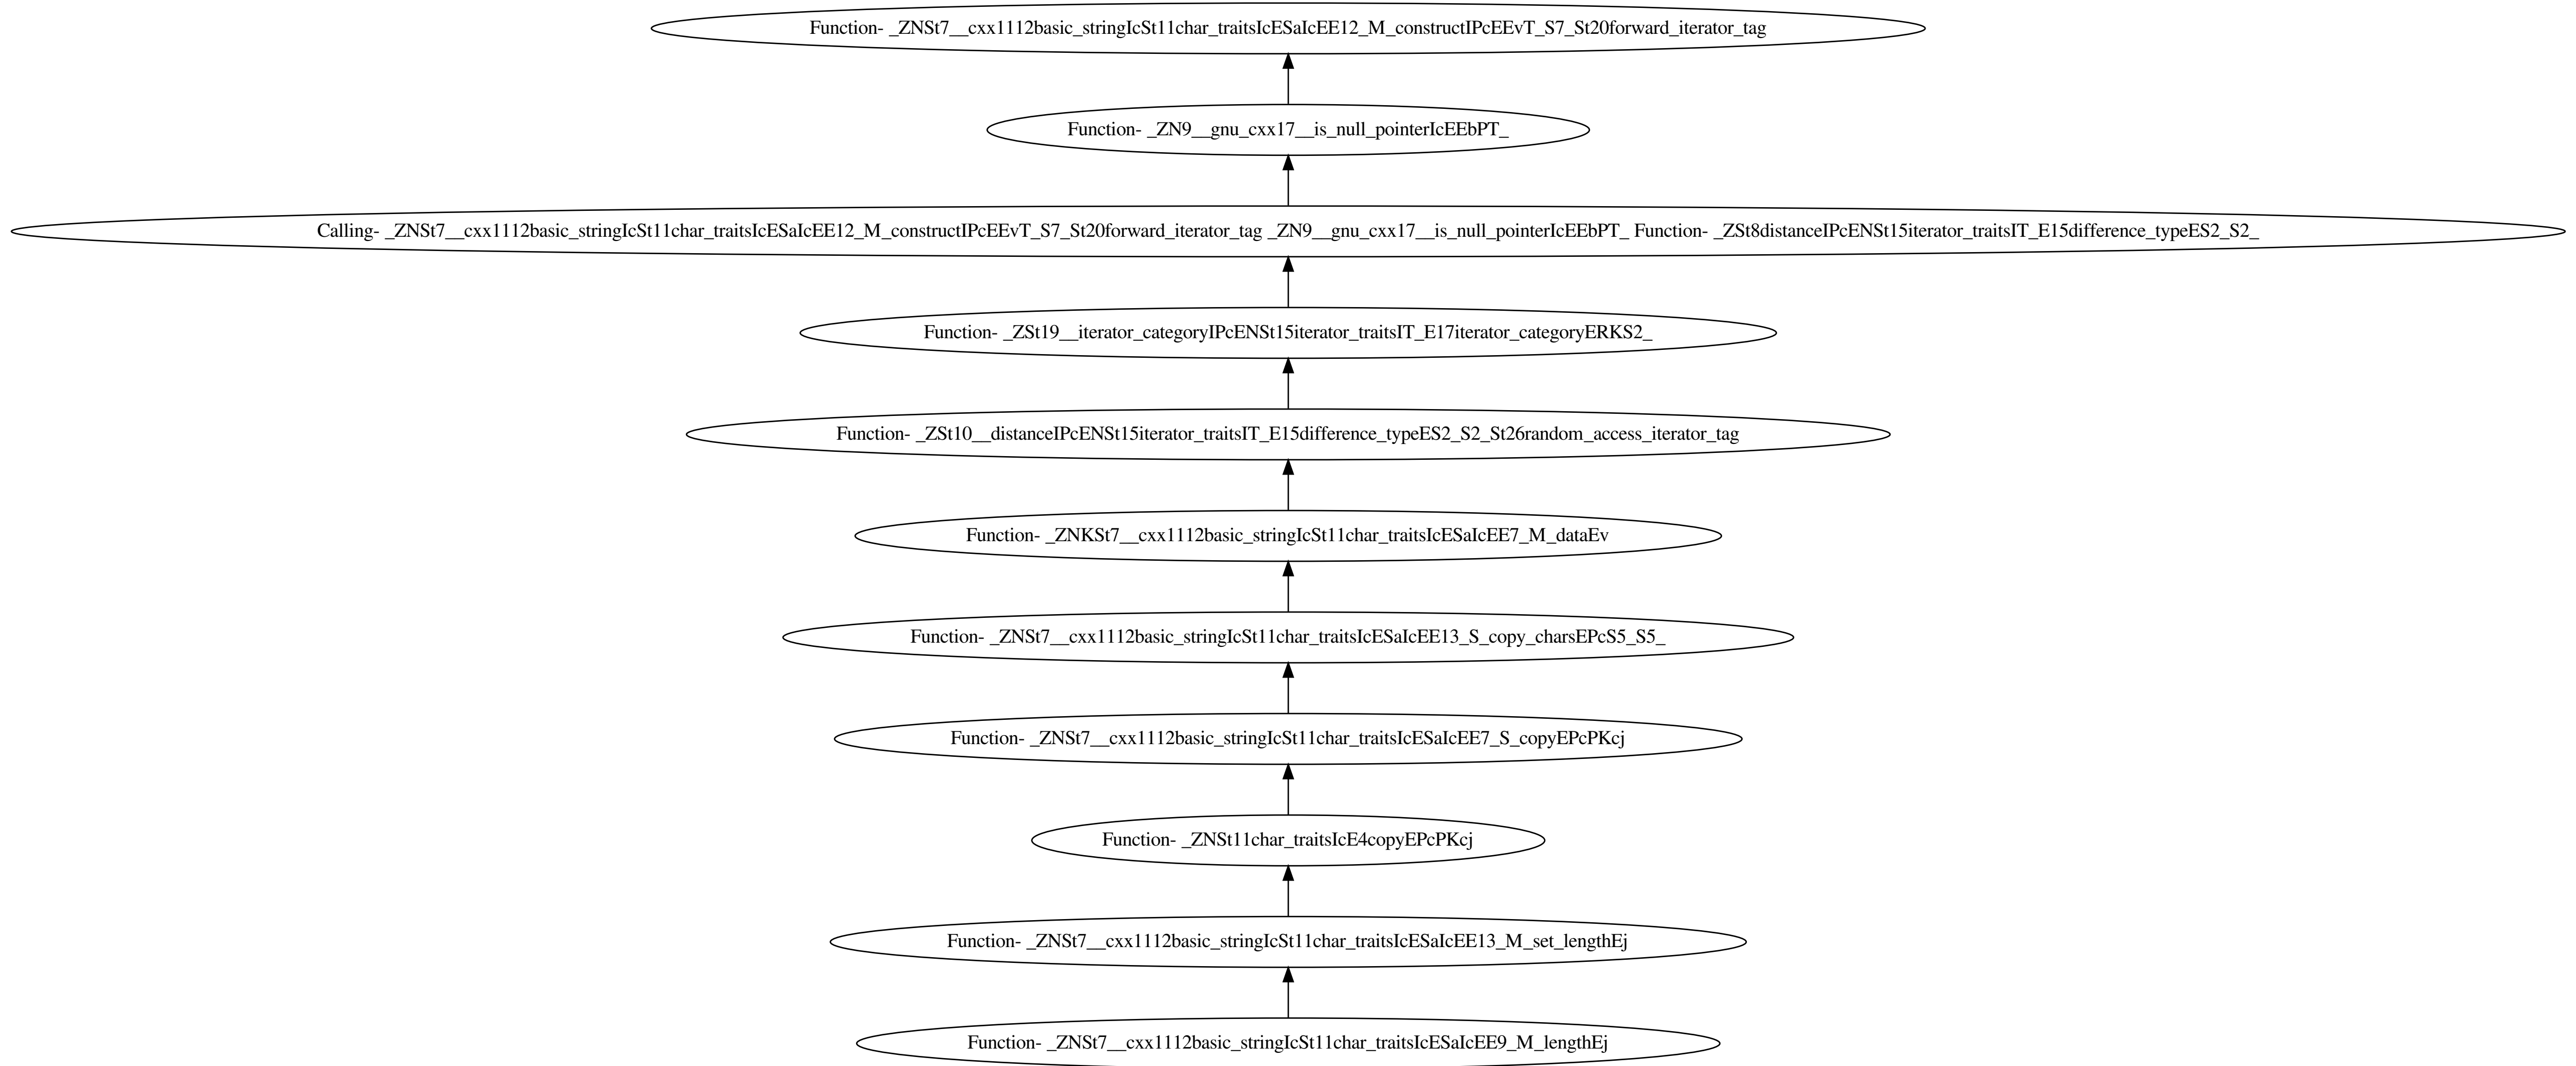 Function- _ZNSt7__cxx1112basic_stringIcSt11char_traitsIcESaIcEE12_M_constructIPcEEvT_S7_St20forward_iterator_tag
Function- _ZN9__gnu_cxx17__is_null_pointerIcEEbPT_
Calling- _ZNSt7__cxx1112basic_stringIcSt11char_traitsIcESaIcEE12_M_constructIPcEEvT_S7_St20forward_iterator_tag _ZN9__gnu_cxx17__is_null_pointerIcEEbPT_ Function- _ZSt8distanceIPcENSt15iterator_traitsIT_E15difference_typeES2_S2_
Function- _ZSt19__iterator_categoryIPcENSt15iterator_traitsIT_E17iterator_categoryERKS2_
Function- _ZSt10__distanceIPcENSt15iterator_traitsIT_E15difference_typeES2_S2_St26random_access_iterator_tag
Function- _ZNKSt7__cxx1112basic_stringIcSt11char_traitsIcESaIcEE7_M_dataEv
Function- _ZNSt7__cxx1112basic_stringIcSt11char_traitsIcESaIcEE13_S_copy_charsEPcS5_S5_
Function- _ZNSt7__cxx1112basic_stringIcSt11char_traitsIcESaIcEE7_S_copyEPcPKcj
Function- _ZNSt11char_traitsIcE4copyEPcPKcj
Function- _ZNSt7__cxx1112basic_stringIcSt11char_traitsIcESaIcEE13_M_set_lengthEj
Function- _ZNSt7__cxx1112basic_stringIcSt11char_traitsIcESaIcEE9_M_lengthEj